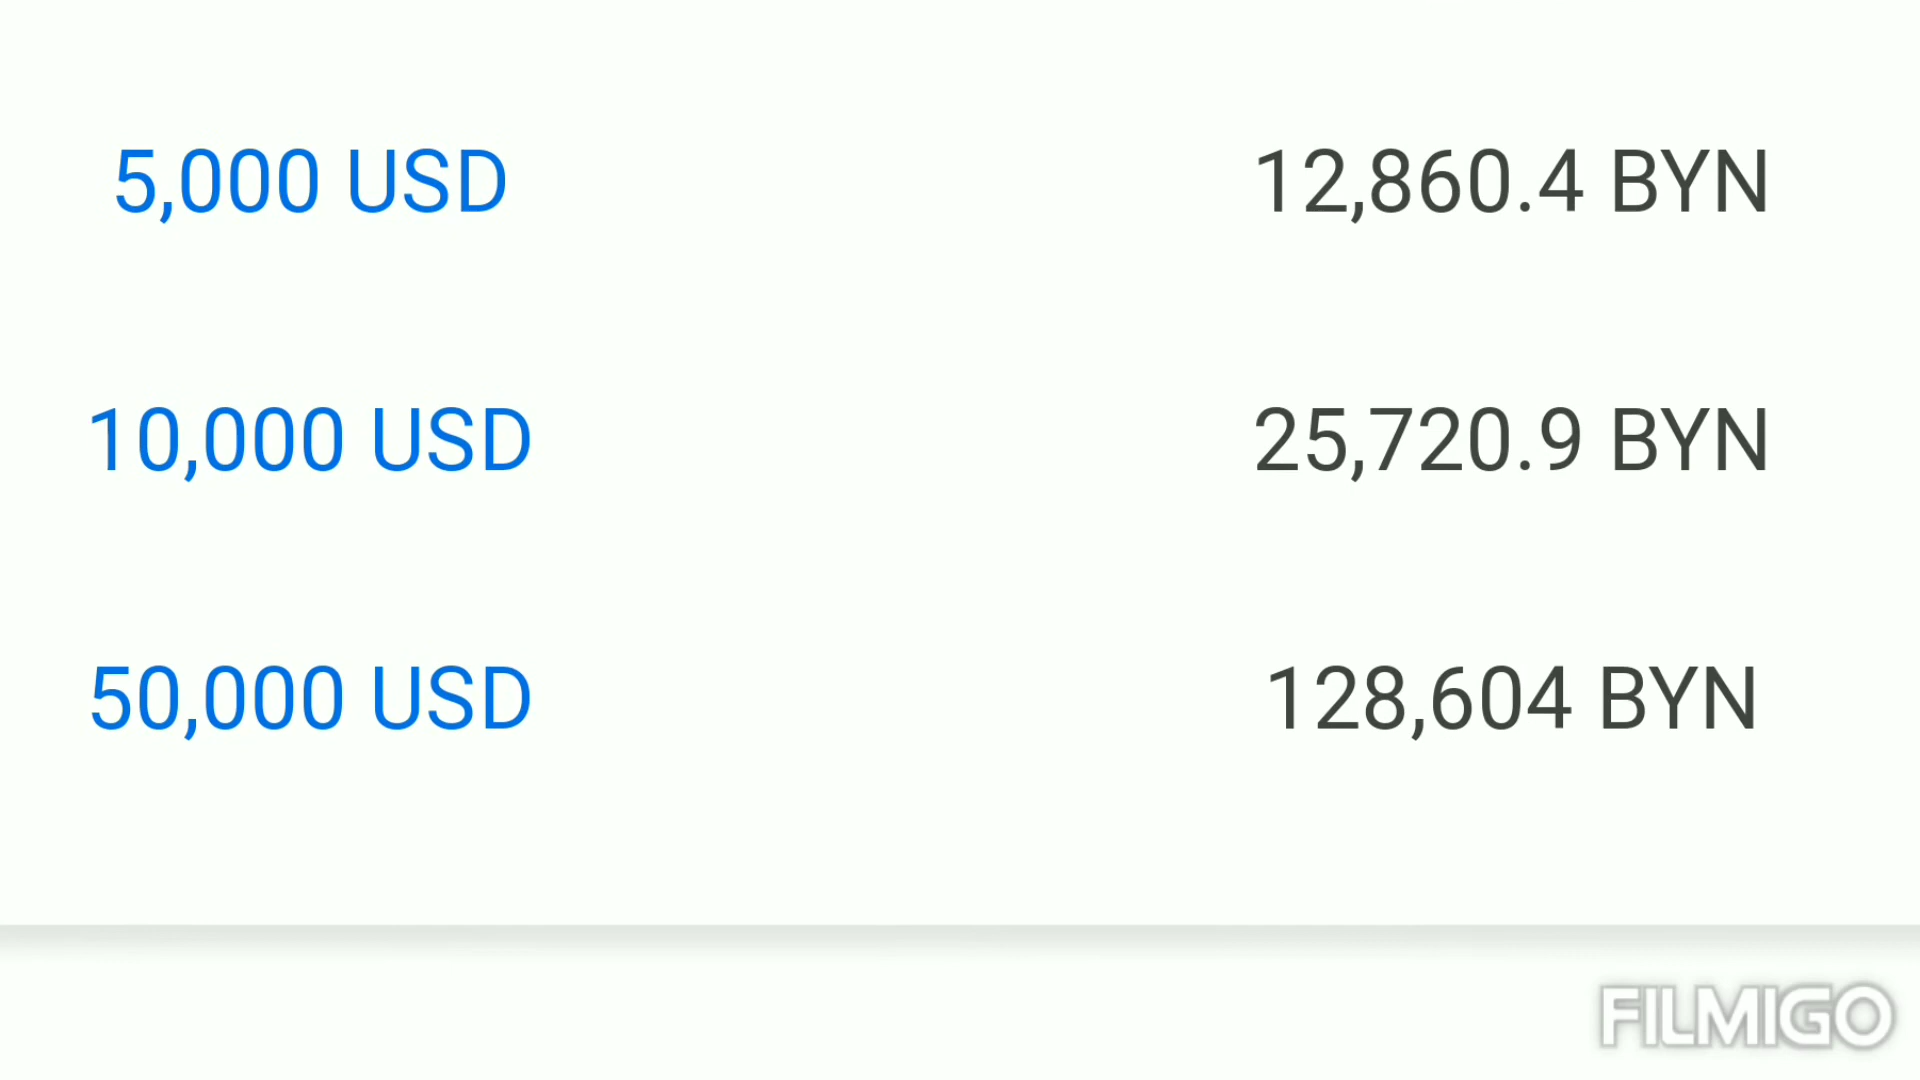 5,000 USD 12,860.4 BYN
10,000 USD 25,720.9 BYN
50,000 USD 128,604 BYN
FILMIGO